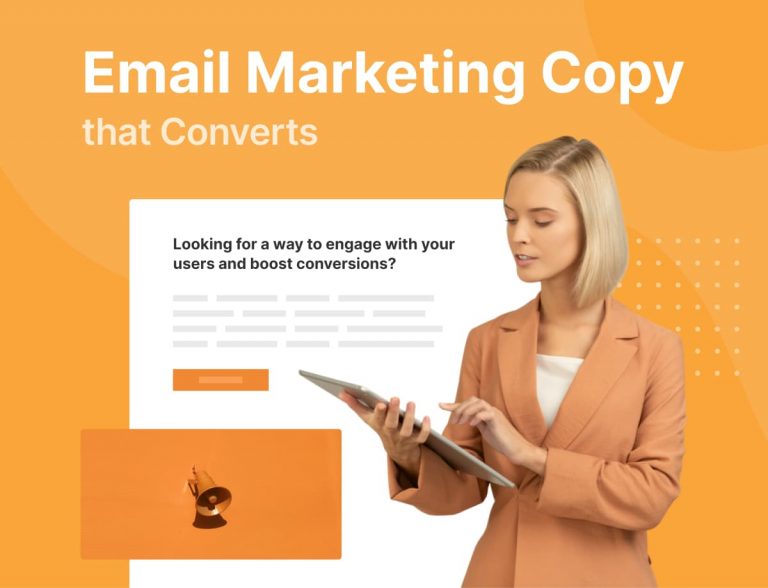 Email Marketing Copy
that Converts
Looking for a way to engage with your
users and boost conversions?